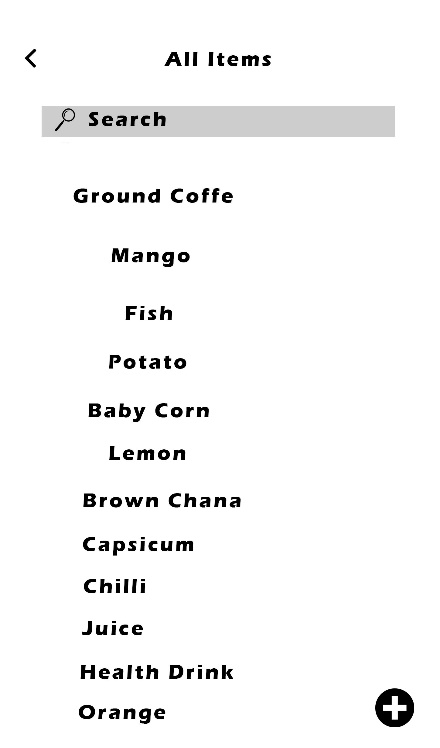 All Items
Search
Ground Coffe
Mango
Fish
Potato
Baby Corn
Lemon
Brown Chana
Capsicum
Chilli
Juice
Health Drink
Orange